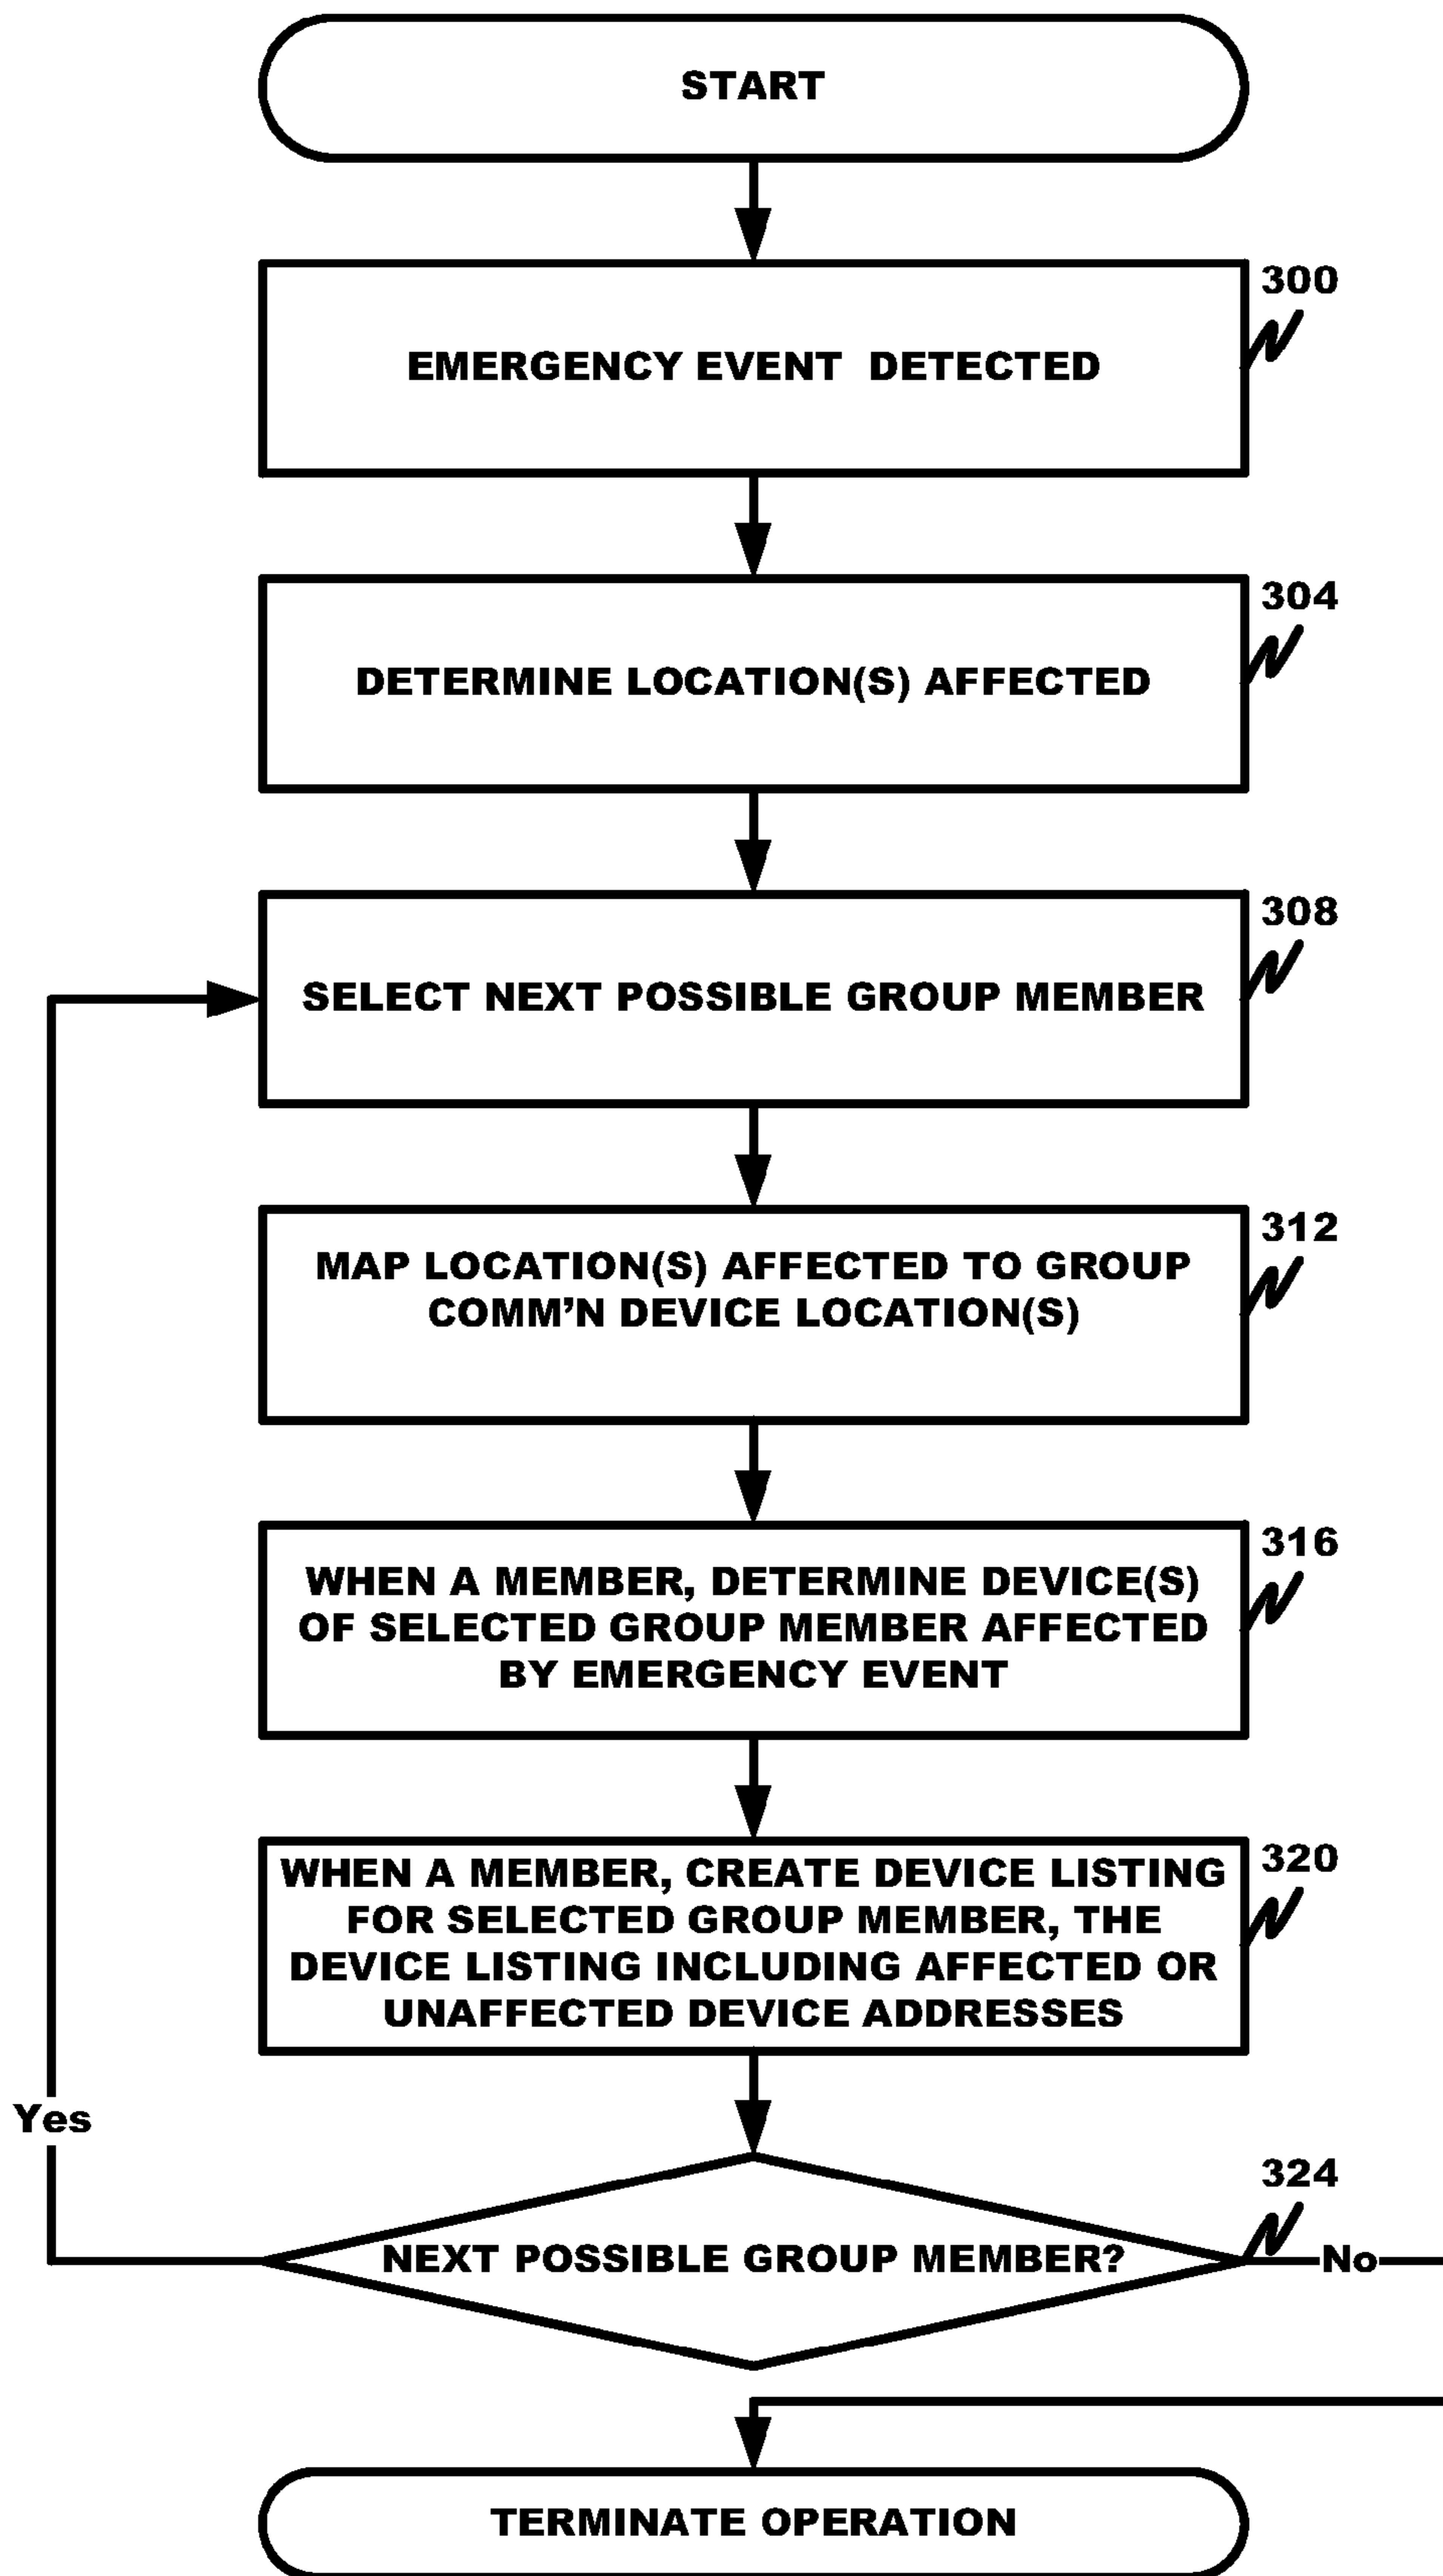 START
300
EMERGENCY EVENT DETECTED
304
DETERMINE LOCATION(S) AFFECTED
308
SELECT NEXT POSSIBLE GROUP MEMBER
312
MAP LOCATION(S) AFFECTED TO GROUP
COMM’N DEVICE LOCATION(S)
316
WHEN A MEMBER, DETERMINE DEVICE(S)
OF SELECTED GROUP MEMBER AFFECTED
BY EMERGENCY EVENT
320
WHEN A MEMBER, CREATE DEVICE LISTING
FOR SELECTED GROUP MEMBER, THE
DEVICE LISTING INCLUDING AFFECTED OR
UNAFFECTED DEVICE ADDRESSES
Yes
324
NEXT POSSIBLE GROUP MEMBER?
No
TERMINATE OPERATION